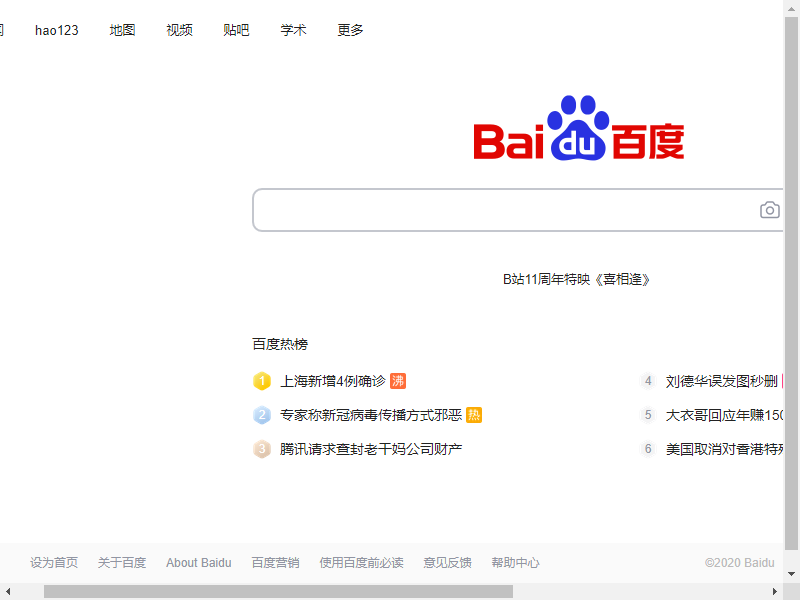 hao123 地图 视频 贴吧 学术 更多
Bai du 百度
B站11周年特映《喜相逢》
百度热榜
1 上海新增4例确诊 沸
2 专家称新冠病毒传播方式邪恶 热
3 腾讯请求查封老干妈公司财产
4 刘德华误发图秒删
5 大衣哥回应年赚150
6 美国取消对香港特殊
设为首页 关于百度 About Baidu 百度营销 使用百度前必读 意见反馈 帮助中心 ©2020 Baidu